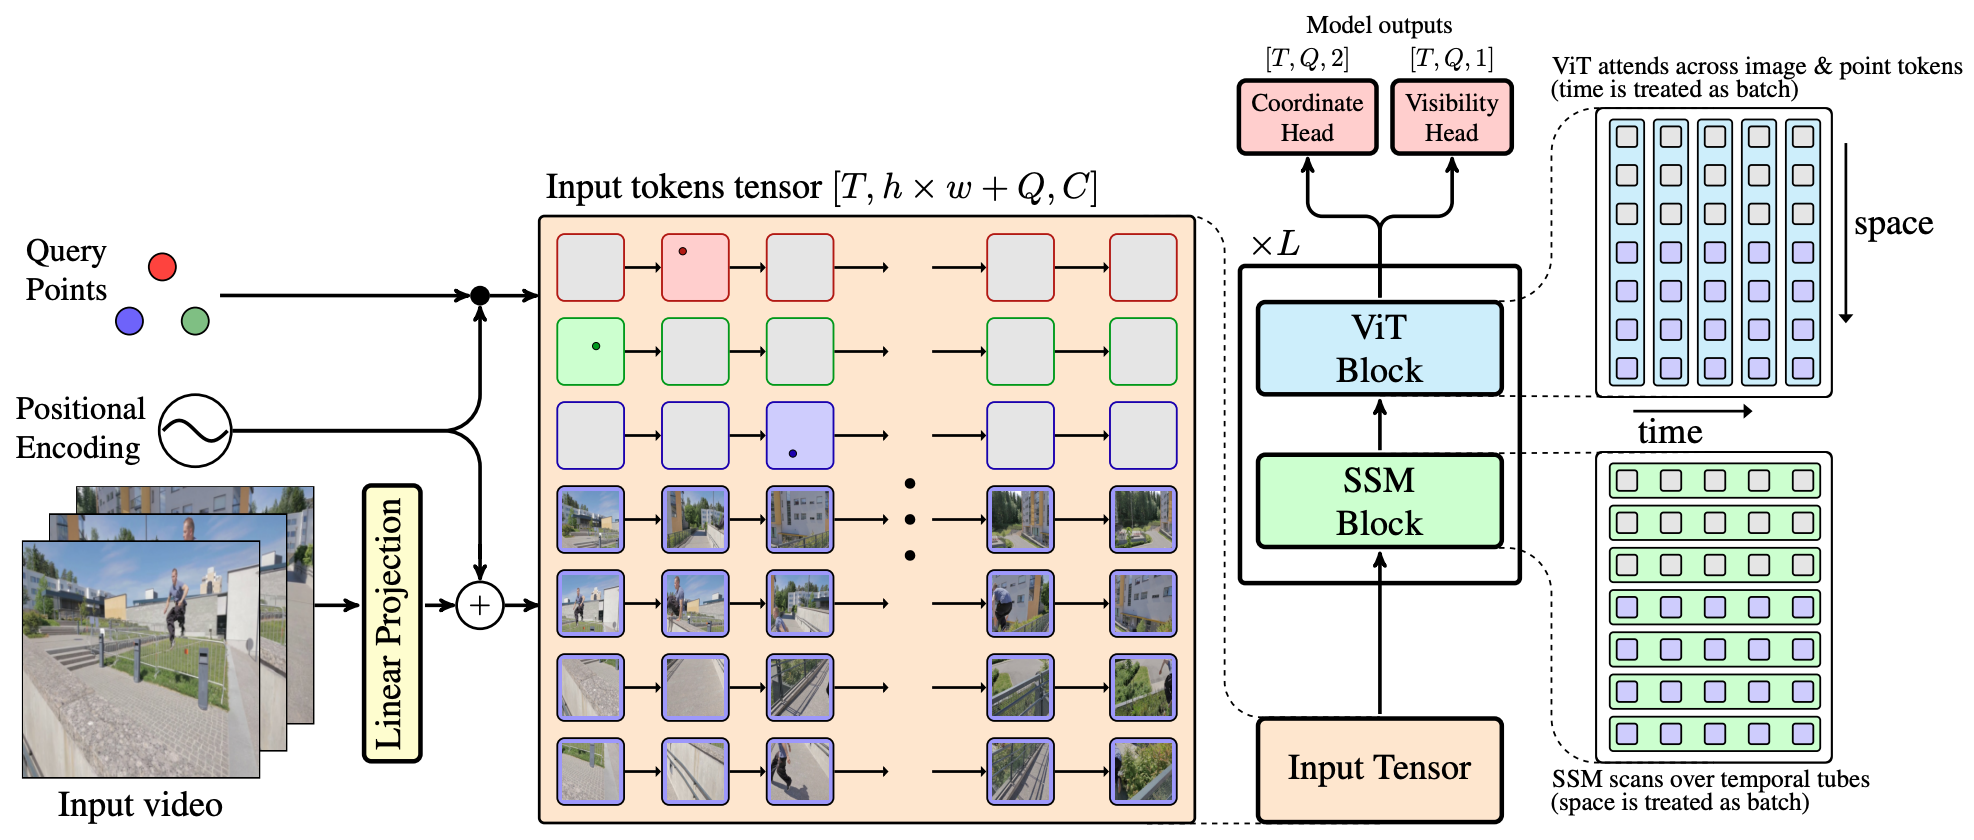 Model outputs
[T, Q, 2]
[T, Q, 1]
Coordinate
Head
Visibility
Head
ViT attends across image & point tokens
(time is treated as batch)
Input tokens tensor [T, h × w + Q, C]
Query
Points
×L
space
ViT
Block
Positional
Encoding
time
SSM
Block
Linear Projection
+
Input Tensor
SSM scans over temporal tubes
(space is treated as batch)
Input video